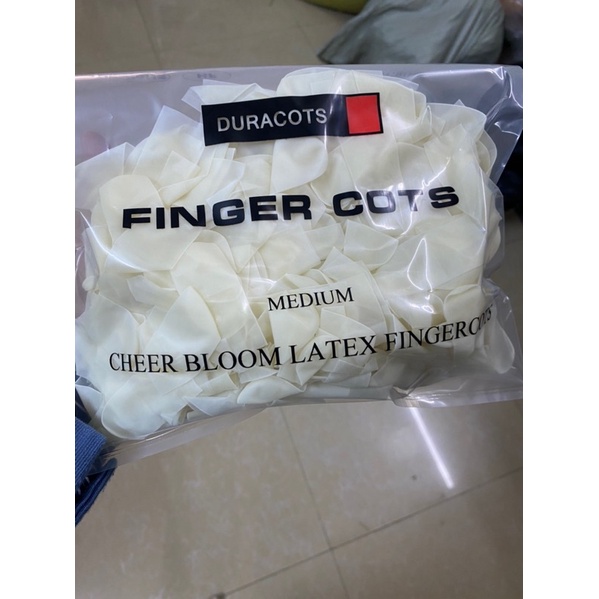 DURACOTS
FINGER COTS
MEDIUM
CHEER BLOOM LATEX FINGERCOTS